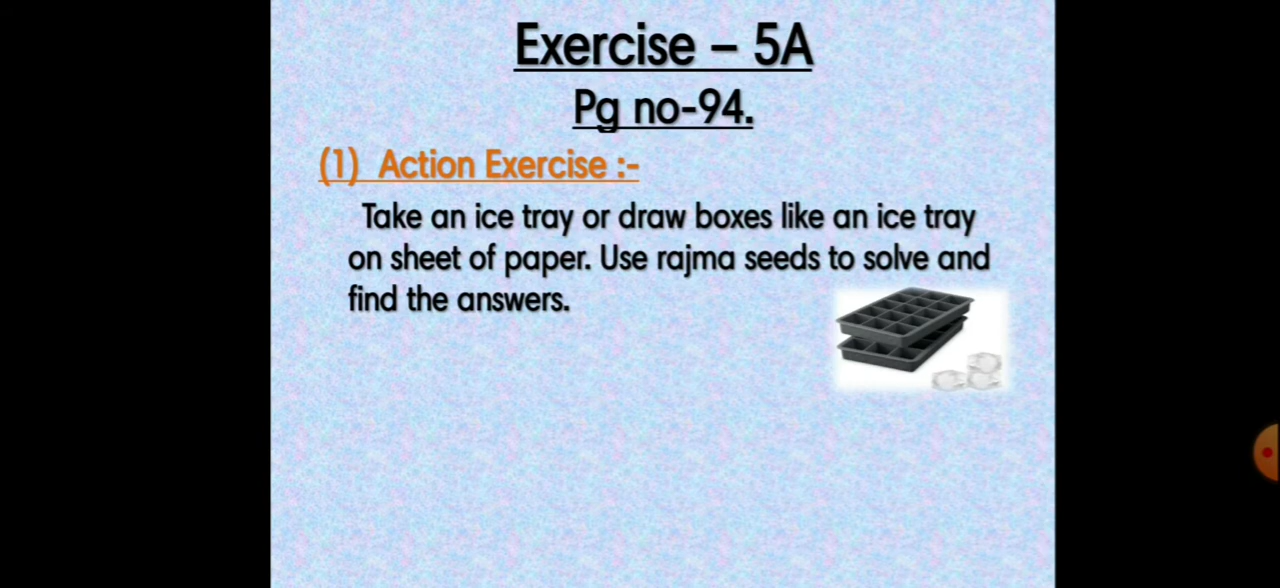 Exercise – 5A
Pg no-94.
(1) Action Exercise :-
Take an ice tray or draw boxes like an ice tray
on sheet of paper. Use rajma seeds to solve and
find the answers.